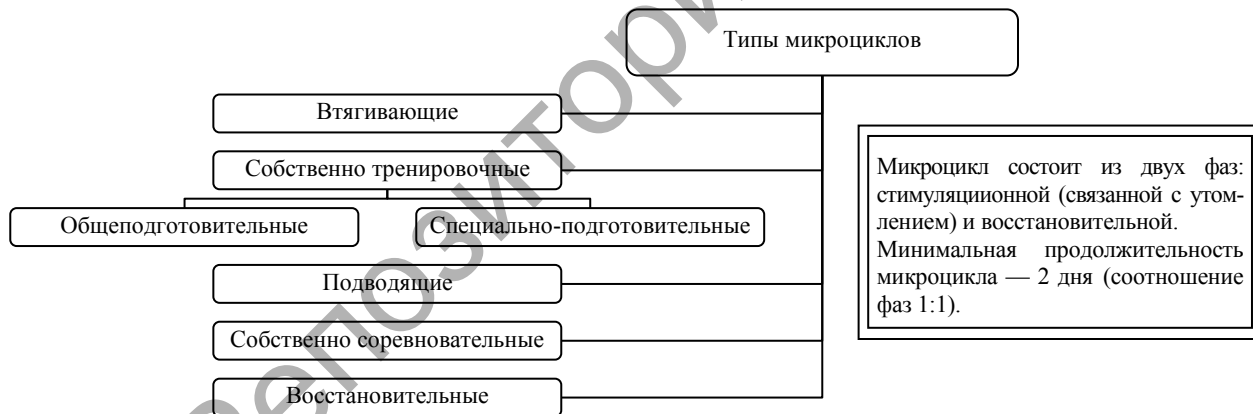 Типы микроциклов
Втягивающие
Собственно тренировочные
Общеподготовительные
Специально-подготовительные
Подводящие
Собственно соревновательные
Восстановительные
Микроцикл состоит из двух фаз:
стимуляциионной (связанной с утом-
лением) и восстановительной.
Минимальная продолжительность
микроцикла — 2 дня (соотношение
фаз 1:1).